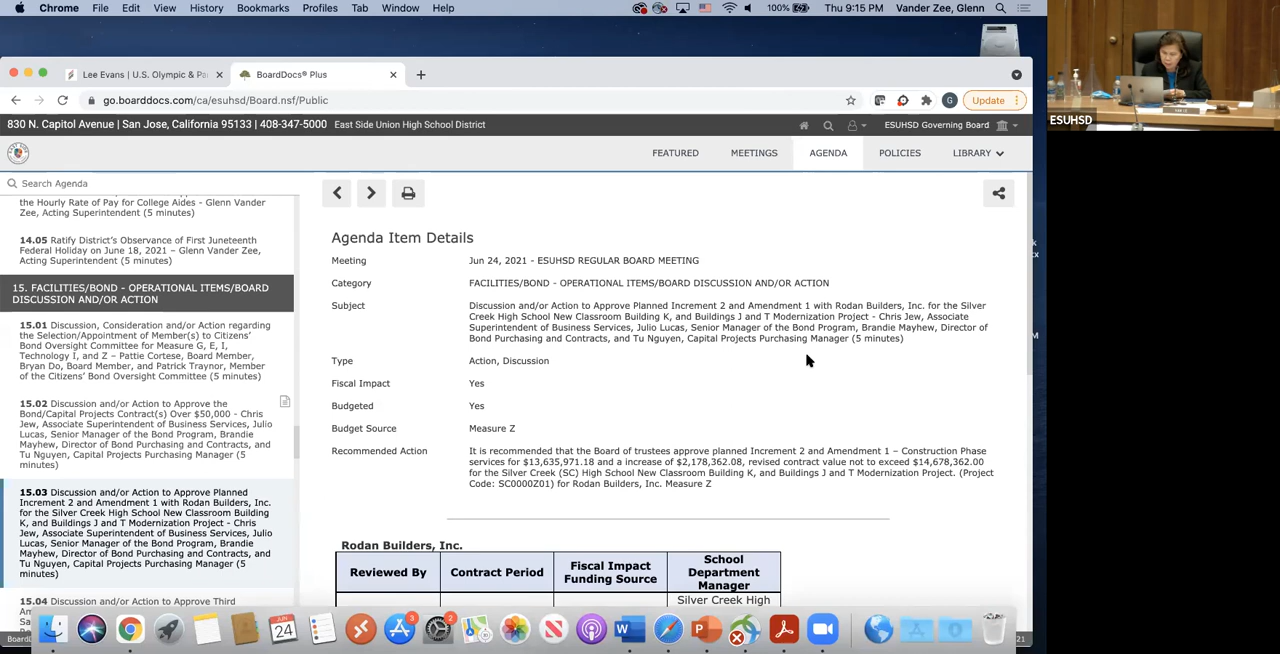 Chrome File Edit View History Bookmarks Profiles Tab Window Help
100% Thu 9:15 PM Vander Zee, Glenn
Lee Evans | U.S. Olympic & Pa
BoardDocs® Plus
go.boarddocs.com/ca/esuhsd/Board.nsf/Public
G
Update
830 N. Capitol Avenue | San Jose, California 95133 | 408-347-5000 East Side Union High School District
ESUHSD Governing Board
FEATURED MEETINGS AGENDA POLICIES LIBRARY
Search Agenda
the Hourly Rate of Pay for College Aides - Glenn Vander
Zee, Acting Superintendent (5 minutes)
14.05 Ratify District's Observance of First Juneteenth
Federal Holiday on June 18, 2021 – Glenn Vander Zee,
Acting Superintendent (5 minutes)
15. FACILITIES/BOND - OPERATIONAL ITEMS/BOARD
DISCUSSION AND/OR ACTION
15.01 Discussion, Consideration and/or Action regarding
the Selection/Appointment of Member(s) to Citizens'
Bond Oversight Committee for Measure G, E, I,
Technology I, and Z – Pattie Cortese, Board Member,
Bryan Do, Board Member, and Patrick Traynor, Member
of the Citizens' Bond Oversight Committee (5 minutes)
15.02 Discussion and/or Action to Approve the
Bond/Capital Projects Contract(s) Over $50,000 - Chris
Jew, Associate Superintendent of Business Services, Julio
Lucas, Senior Manager of the Bond Program, Brandie
Mayhew, Director of Bond Purchasing and Contracts, and
Tu Nguyen, Capital Projects Purchasing Manager (5
minutes)
15.03 Discussion and/or Action to Approve Planned
Increment 2 and Amendment 1 with Rodan Builders, Inc.
for the Silver Creek High School New Classroom Building
K, and Buildings J and T Modernization Project - Chris
Jew, Associate Superintendent of Business Services, Julio
Lucas, Senior Manager of the Bond Program, Brandie
Mayhew, Director of Bond Purchasing and Contracts, and
Tu Nguyen, Capital Projects Purchasing Manager (5
minutes)
15.04 Discussion and/or Action to Approve Third
Agenda Item Details
Meeting Jun 24, 2021 - ESUHSD REGULAR BOARD MEETING
Category FACILITIES/BOND - OPERATIONAL ITEMS/BOARD DISCUSSION AND/OR ACTION
Subject Discussion and/or Action to Approve Planned Increment 2 and Amendment 1 with Rodan Builders, Inc. for the Silver
Creek High School New Classroom Building K, and Buildings J and T Modernization Project - Chris Jew, Associate
Superintendent of Business Services, Julio Lucas, Senior Manager of the Bond Program, Brandie Mayhew, Director of
Bond Purchasing and Contracts, and Tu Nguyen, Capital Projects Purchasing Manager (5 minutes)
Type Action, Discussion
Fiscal Impact Yes
Budgeted Yes
Budget Source Measure Z
Recommended Action It is recommended that the Board of trustees approve planned Increment 2 and Amendment 1 – Construction Phase
services for $13,635,971.18 and a increase of $2,178,362.08, revised contract value not to exceed $14,678,362.00
for the Silver Creek (SC) High School New Classroom Building K, and Buildings J and T Modernization Project. (Project
Code: SC0000Z01) for Rodan Builders, Inc. Measure Z
Rodan Builders, Inc.
Reviewed By Contract Period Fiscal Impact Funding Source School Department Manager
Silver Creek High
JUN
24
3
2
W
P
21
ESUHSD